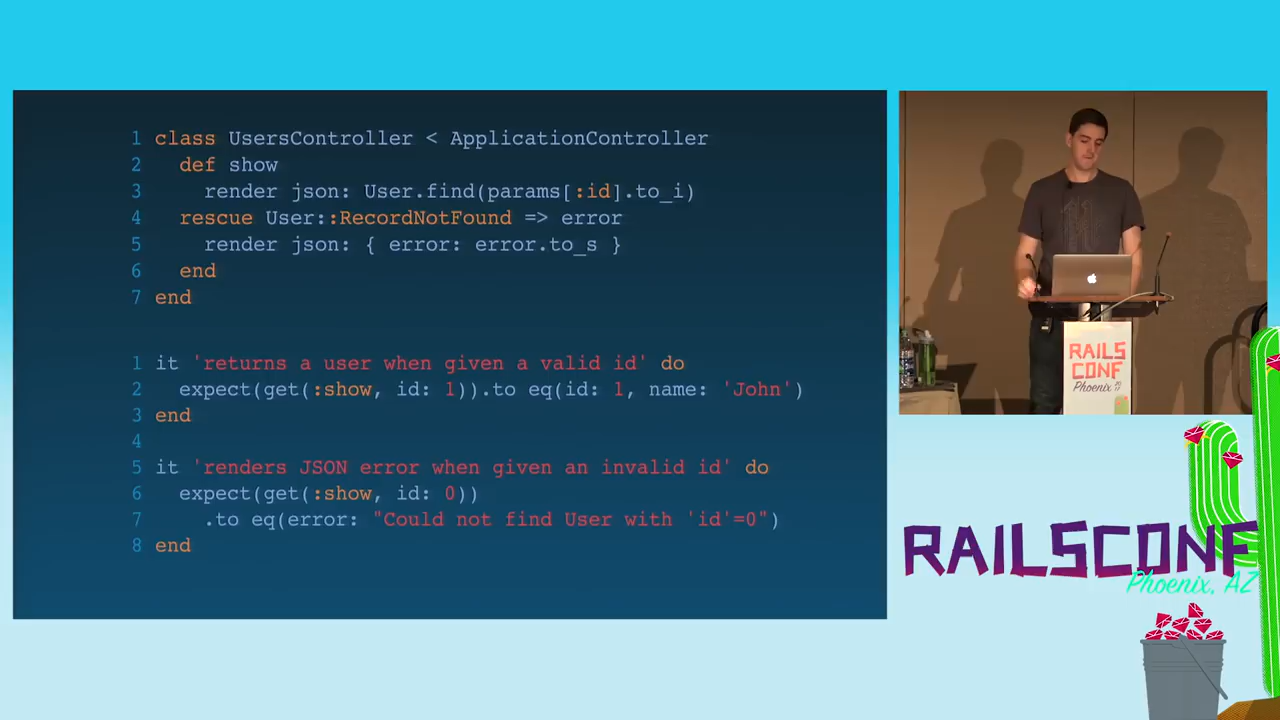 1 class UsersController < ApplicationController
2 def show
3 render json: User.find(params[:id].to_i)
4 rescue User::RecordNotFound => error
5 render json: { error: error.to_s }
6 end
7 end
1 it 'returns a user when given a valid id' do
2 expect(get(:show, id: 1)).to eq(id: 1, name: 'John')
3 end
4
5 it 'renders JSON error when given an invalid id' do
6 expect(get(:show, id: 0))
7 .to eq(error: "Could not find User with 'id'=0")
8 end
RAILS
CONF
Phoenix 2017
RAILSCONF
Phoenix, AZ